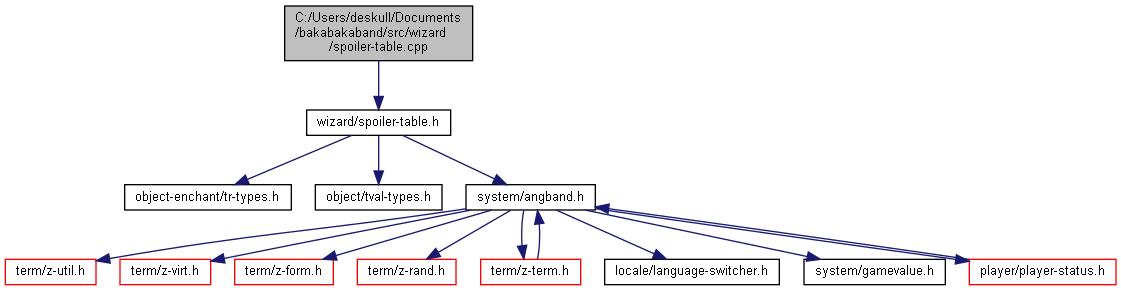 C:/Users/deskull/Documents
/bakabakaband/src/wizard
/spoiler-table.cpp
wizard/spoiler-table.h
object-enchant/tr-types.h
object/tval-types.h
system/angband.h
term/z-util.h
term/z-virt.h
term/z-form.h
term/z-rand.h
term/z-term.h
locale/language-switcher.h
system/gamevalue.h
player/player-status.h